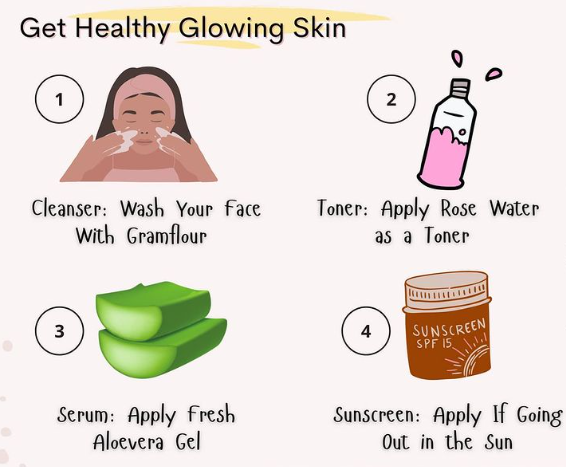 Get Healthy Glowing Skin
1
2
Cleanser: Wash Your Face
With Gramflour
Toner: Apply Rose Water
as a Toner
3
4
SUNSCREEN
SPF 15
Serum: Apply Fresh
Aloevera Gel
Sunscreen: Apply If Going
Out in the Sun